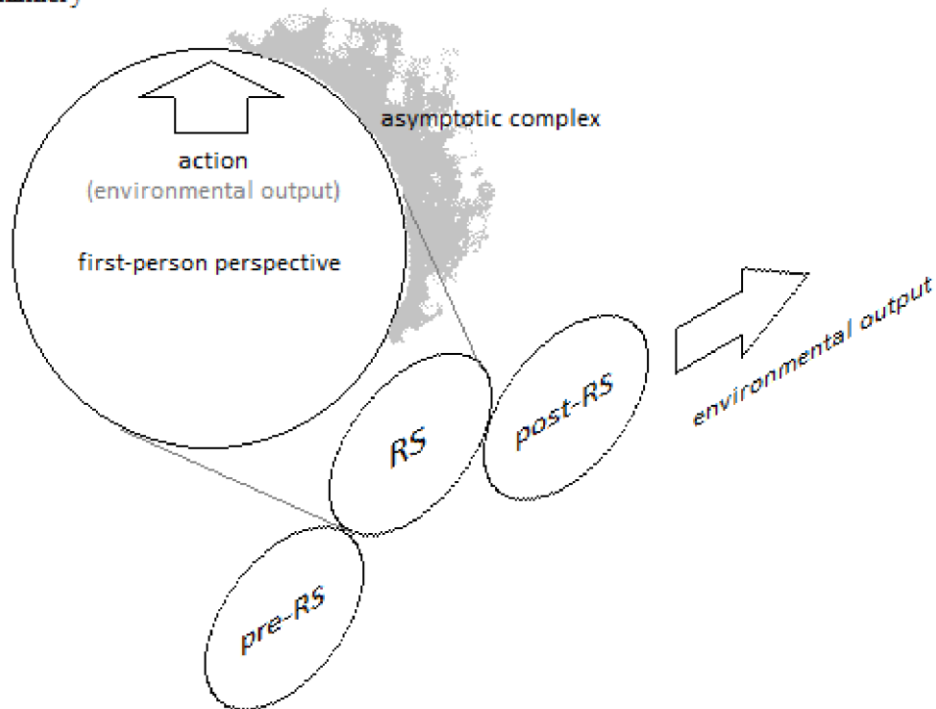 asymptotic complex
action
(environmental output)
first-person perspective
environmental output
post-RS
RS
pre-RS